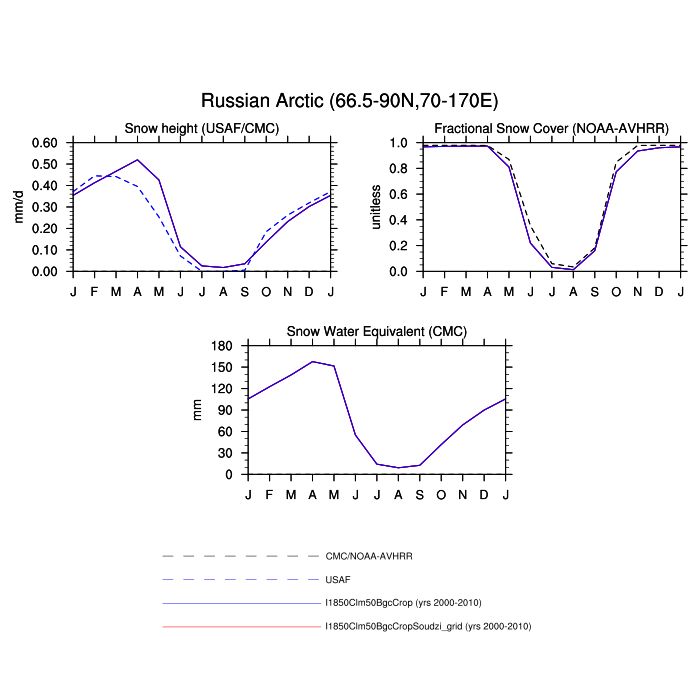 Russian Arctic (66.5-90N,70-170E)
Snow height (USAF/CMC)
mm/d
0.60
0.50
0.40
0.30
0.20
0.10
0.00
J F M A M J J A S O N D J
Fractional Snow Cover (NOAA-AVHRR)
unitless
1.0
0.8
0.6
0.4
0.2
0.0
J F M A M J J A S O N D J
Snow Water Equivalent (CMC)
mm
180
150
120
90
60
30
0
J F M A M J J A S O N D J
CMC/NOAA-AVHRR
USAF
I1850Clm50BgcCrop (yrs 2000-2010)
I1850Clm50BgcCropSoudzi_grid (yrs 2000-2010)